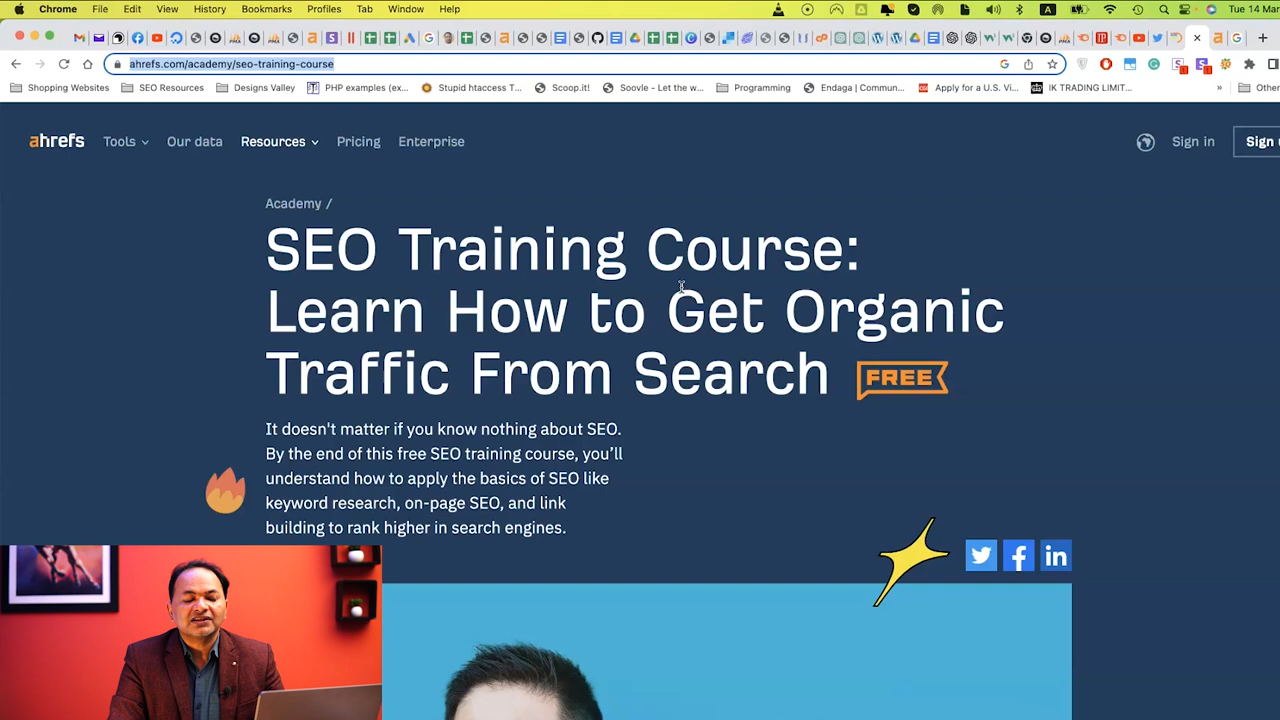 Chrome File Edit View History Bookmarks Profiles Tab Window Help
A
Tue 14 Mar
ahrefs.com/academy/seo-training-course
Shopping Websites SEO Resources Designs Valley PHP examples (ex... Stupid htaccess T... Scoop.it! Soovle - Let the w... Programming Endaga | Commun... Apply for a U.S. Vi... IK TRADING LIMIT... » Other
ahrefs Tools Our data Resources Pricing Enterprise Sign in Sign u
Academy /
SEO Training Course:
Learn How to Get Organic
Traffic From Search FREE
It doesn't matter if you know nothing about SEO.
By the end of this free SEO training course, you'll
understand how to apply the basics of SEO like
keyword research, on-page SEO, and link
building to rank higher in search engines.